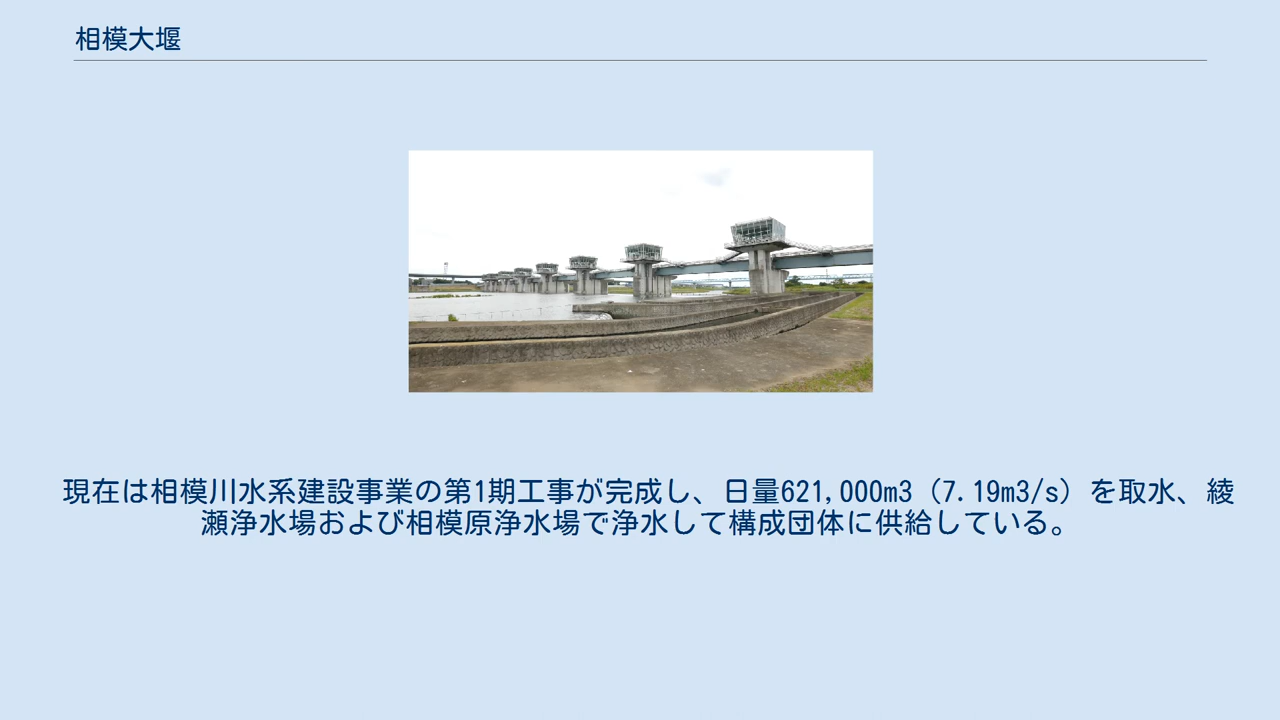 相模大堰
現在は相模川水系建設事業の第1期工事が完成し、日量621,000m3（7.19m3/s）を取水、綾
瀬浄水場および相模原浄水場で浄水して構成団体に供給している。